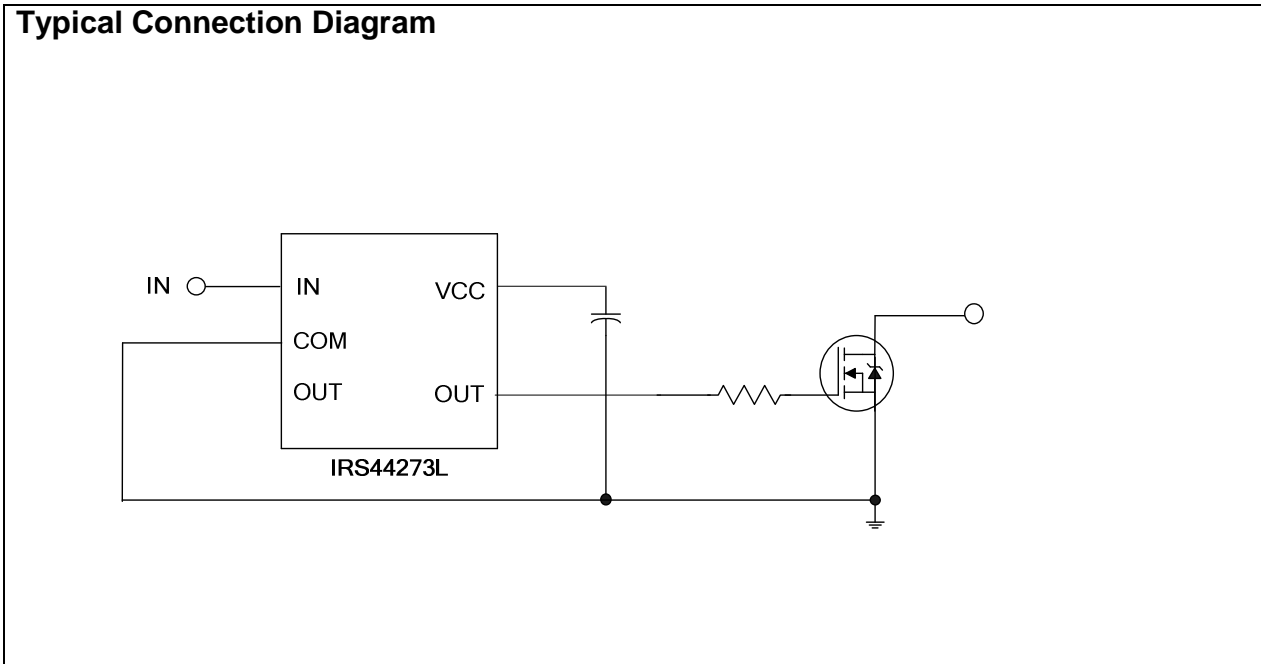 Typical Connection Diagram
IN
IN
VCC
COM
OUT
OUT
IRS44273L